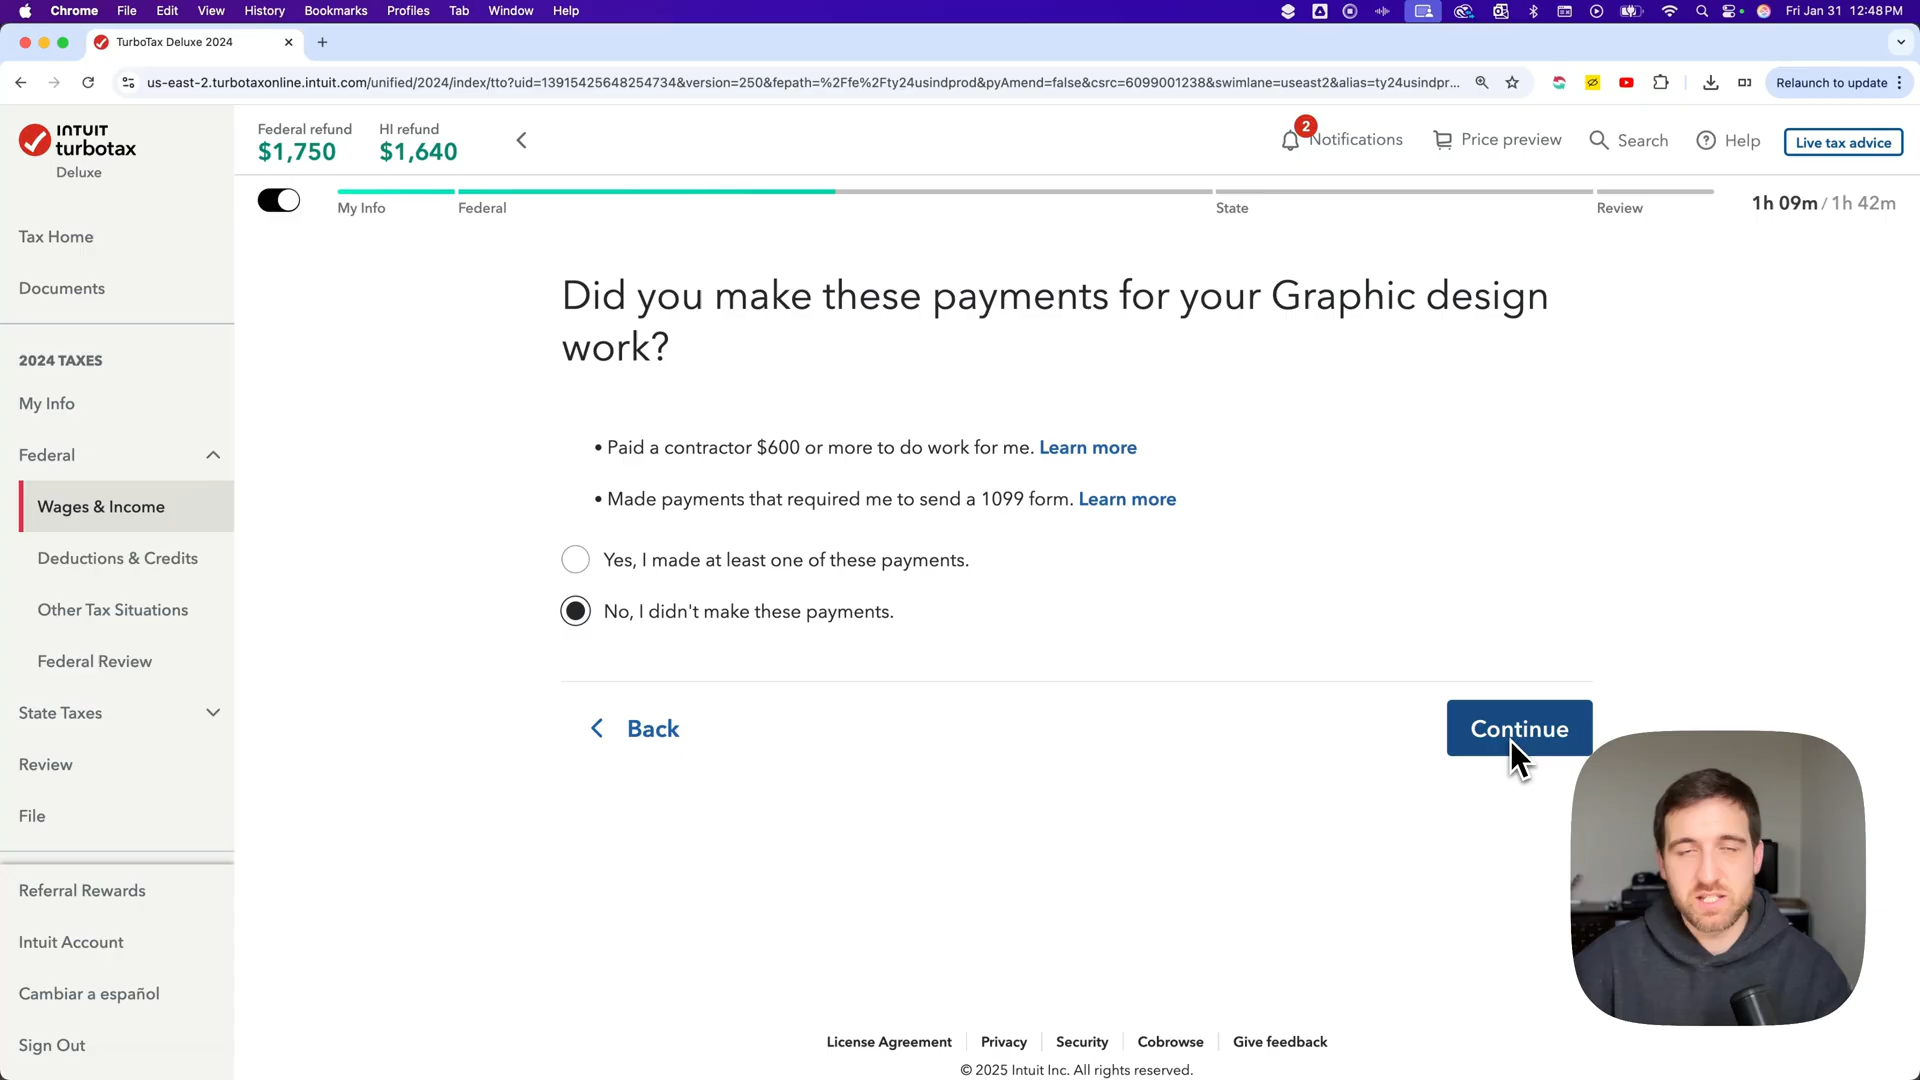 Chrome File Edit View History Bookmarks Profiles Tab Window Help Fri Jan 31 12:48 PM
TurboTax Deluxe 2024
us-east-2.turbotaxonline.intuit.com/unified/2024/index/tto?uid=13915425648254734&version=250&fepath=%2Ffe%2Fty24usindprod&pyAmend=false&csrc=6099001238&swimlane=useast2&alias=ty24usindpr... Relaunch to update
INTUIT
turbotax
Deluxe
Federal refund
$1,750
HI refund
$1,640
2
Notifications
Price preview
Search
Help
Live tax advice
My Info
Federal
State
Review
1h 09m / 1h 42m
Tax Home
Documents
2024 TAXES
My Info
Federal
Wages & Income
Deductions & Credits
Other Tax Situations
Federal Review
State Taxes
Review
File
Referral Rewards
Intuit Account
Cambiar a español
Sign Out
Did you make these payments for your Graphic design
work?
• Paid a contractor $600 or more to do work for me. Learn more
• Made payments that required me to send a 1099 form. Learn more
Yes, I made at least one of these payments.
No, I didn't make these payments.
Back
Continue
License Agreement Privacy Security Cobrowse Give feedback
© 2025 Intuit Inc. All rights reserved.